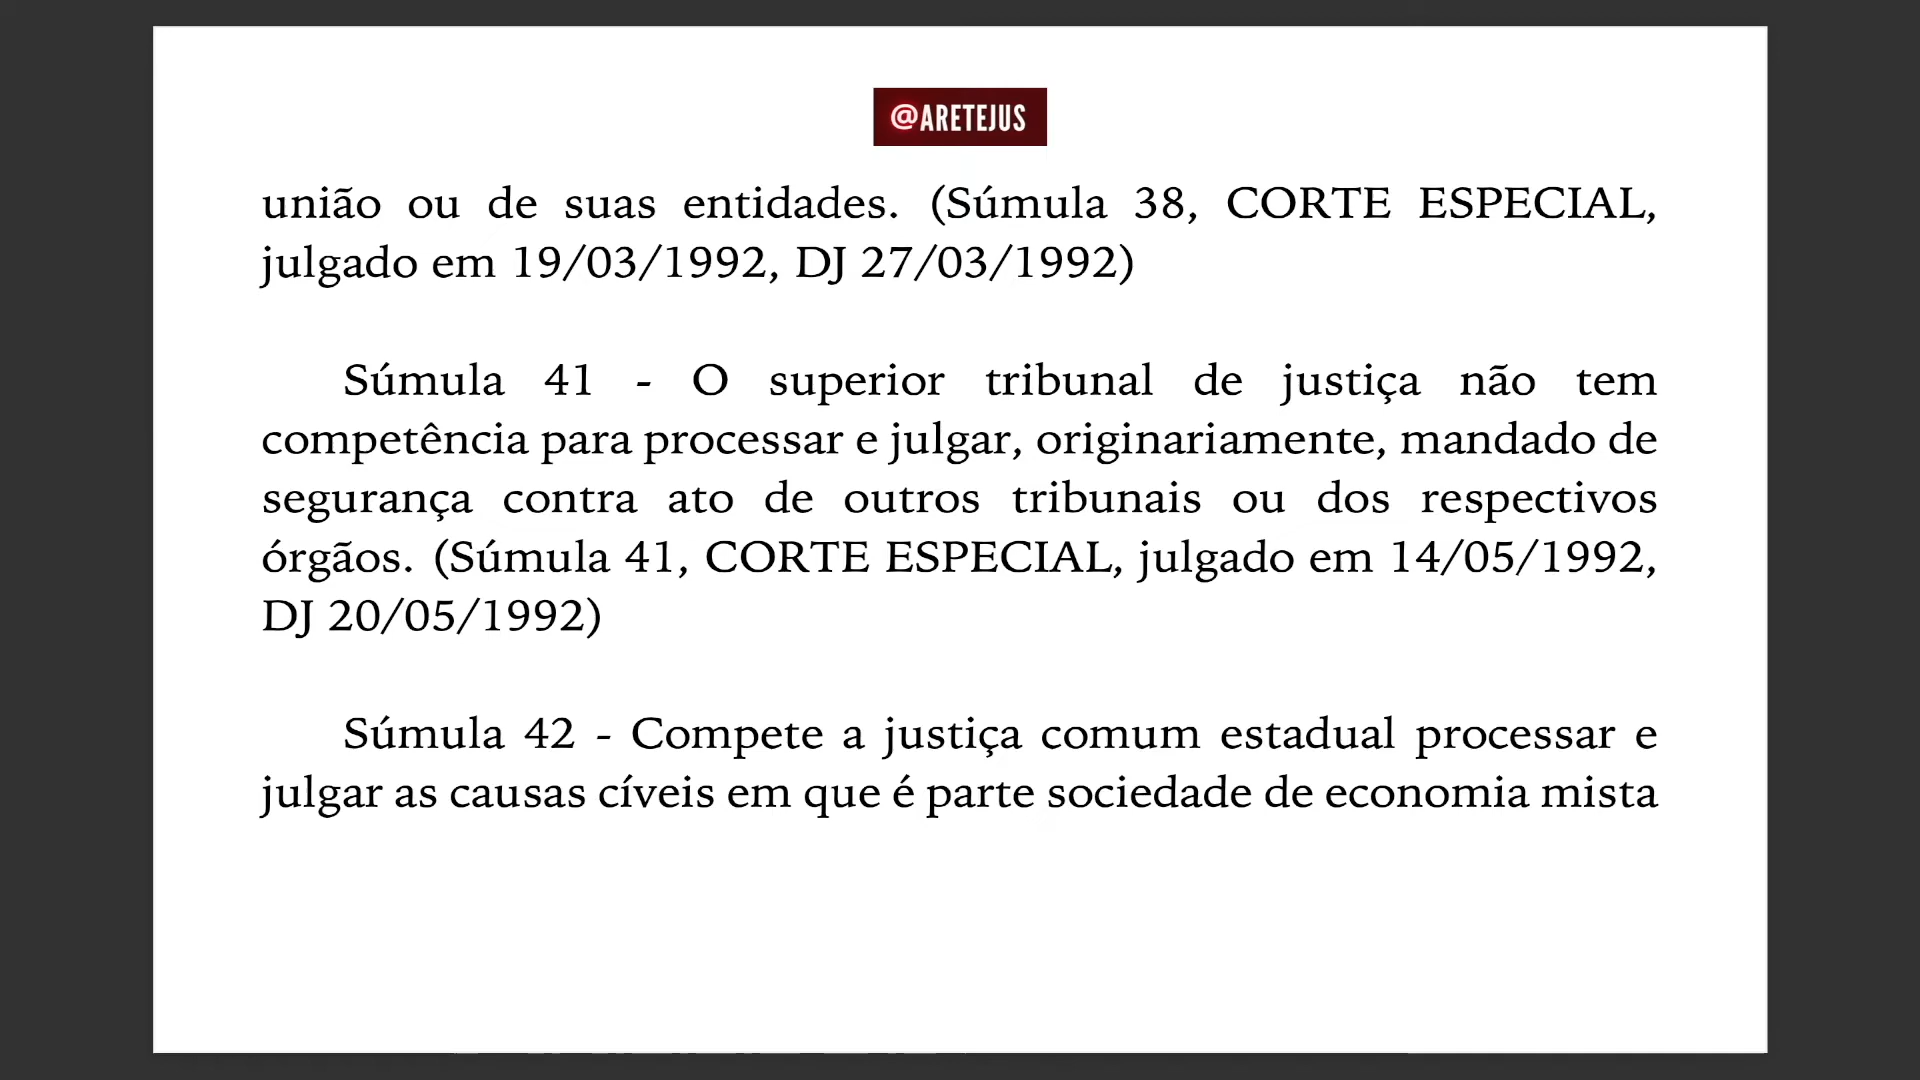 @ARETEJUS
união ou de suas entidades. (Súmula 38, CORTE ESPECIAL,
julgado em 19/03/1992, DJ 27/03/1992)
Súmula 41 - O superior tribunal de justiça não tem
competência para processar e julgar, originariamente, mandado de
segurança contra ato de outros tribunais ou dos respectivos
órgãos. (Súmula 41, CORTE ESPECIAL, julgado em 14/05/1992,
DJ 20/05/1992)
Súmula 42 - Compete a justiça comum estadual processar e
julgar as causas cíveis em que é parte sociedade de economia mista